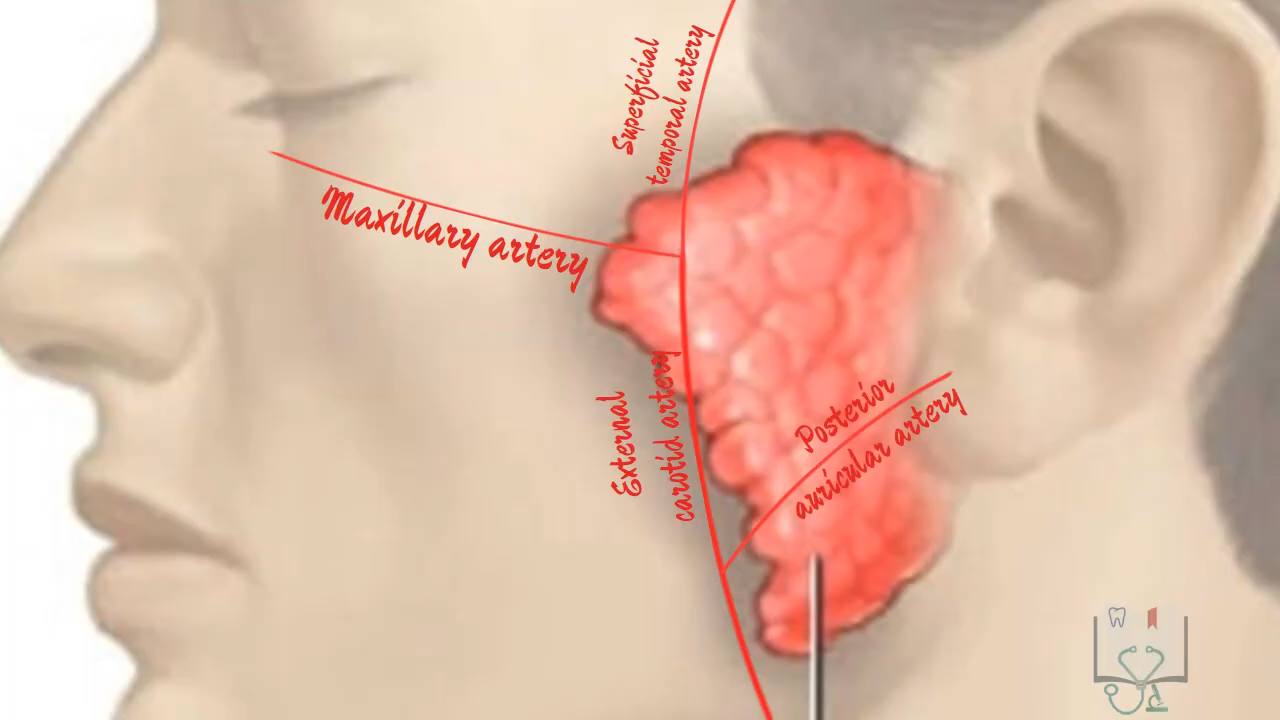 Superficial
temporal artery
Maxillary artery
External
carotid artery
Posterior
auricular artery